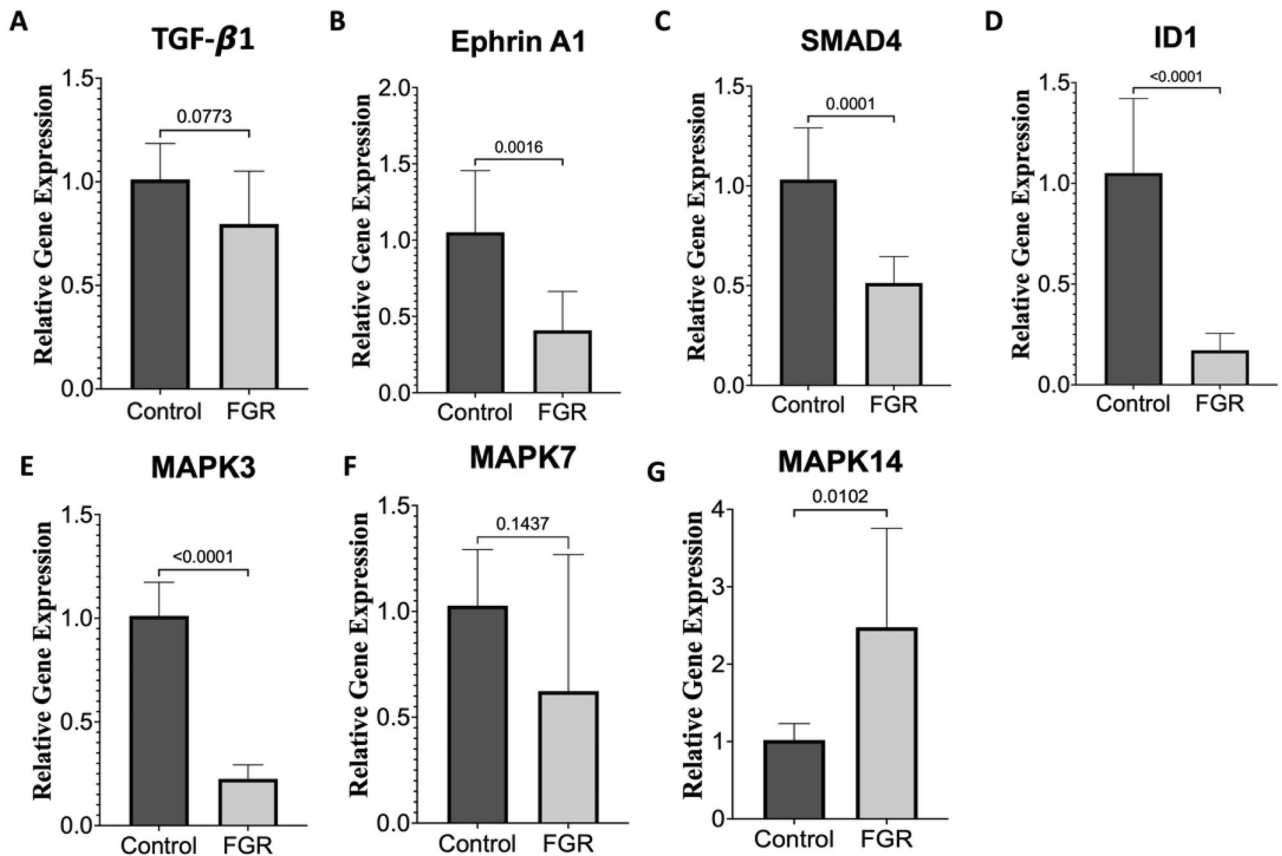 A
TGF-β1
Relative Gene Expression
1.5
1.0
0.5
0.0
0.0773
Control FGR
B
Ephrin A1
Relative Gene Expression
2.0
1.5
1.0
0.5
0.0
0.0016
Control FGR
C
SMAD4
Relative Gene Expression
1.5
1.0
0.5
0.0
0.0001
Control FGR
D
ID1
Relative Gene Expression
1.5
1.0
0.5
0.0
<0.0001
Control FGR
E
MAPK3
Relative Gene Expression
1.5
1.0
0.5
0.0
<0.0001
Control FGR
F
MAPK7
Relative Gene Expression
1.5
1.0
0.5
0.0
0.1437
Control FGR
G
MAPK14
Relative Gene Expression
4
3
2
1
0
0.0102
Control FGR